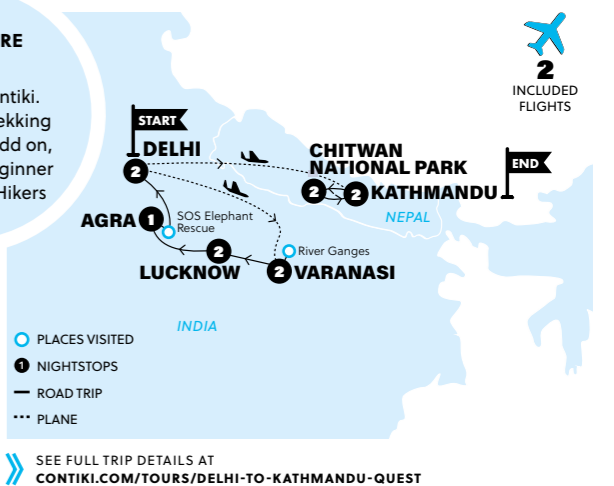 RE
ntiki.
ekking
dd on,
ginner
Hikers
2
INCLUDED
FLIGHTS
START
DELHI
2
CHITWAN
NATIONAL PARK
END
2
2
KATHMANDU
NEPAL
AGRA
1
SOS Elephant
Rescue
2
River Ganges
LUCKNOW
2
VARANASI
INDIA
PLACES VISITED
1 NIGHTSTOPS
ROAD TRIP
PLANE
SEE FULL TRIP DETAILS AT
CONTIKI.COM/TOURS/DELHI-TO-KATHMANDU-QUEST